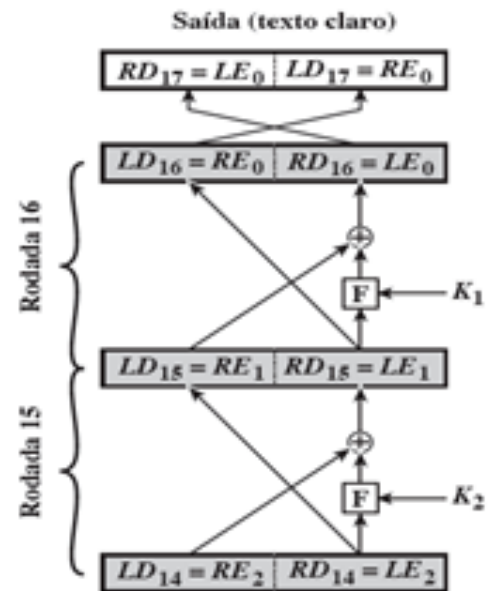 Saída (texto claro)
RD₁₇ = LE₀ LD₁₇ = RE₀
LD₁₆ = RE₀ RD₁₆ = LE₀
Rodada 16
F K₁
LD₁₅ = RE₁ RD₁₅ = LE₁
Rodada 15
F K₂
LD₁₄ = RE₂ RD₁₄ = LE₂